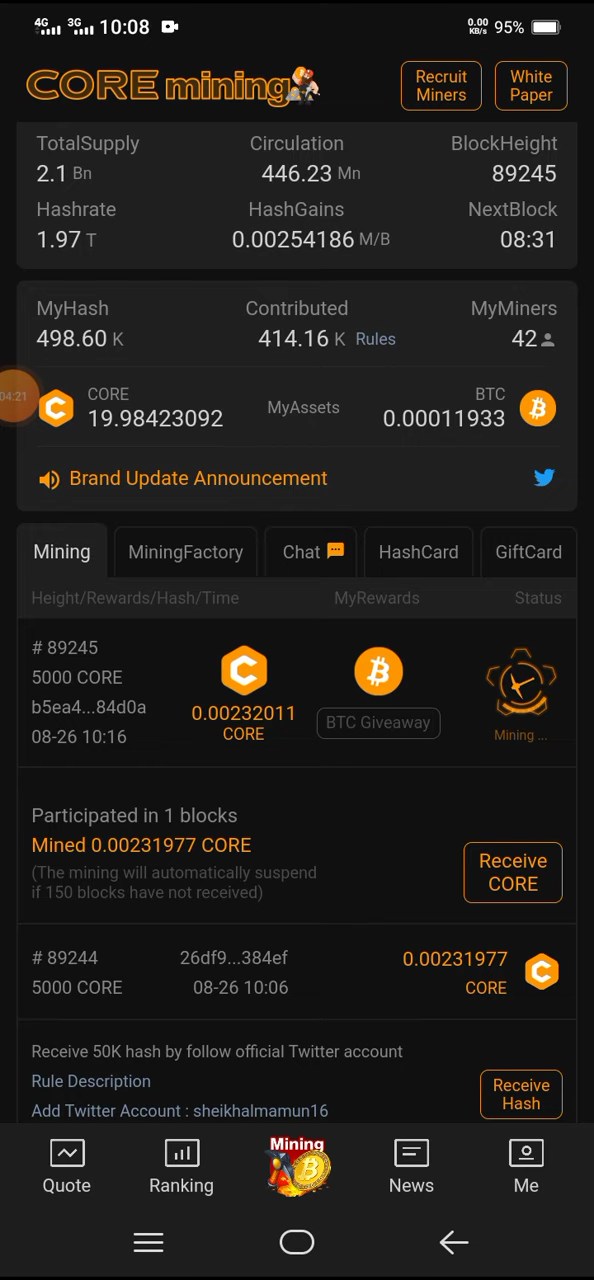 4G 3G 10:08 0.00 KB/s 95%
CORE mining
Recruit Miners
White Paper
TotalSupply Circulation BlockHeight
2.1 Bn 446.23 Mn 89245
Hashrate HashGains NextBlock
1.97 T 0.00254186 M/B 08:31
MyHash Contributed MyMiners
498.60 K 414.16 K Rules 42
04:21
CORE MyAssets BTC
19.98423092 0.00011933
Brand Update Announcement
Mining MiningFactory Chat HashCard GiftCard
Height/Rewards/Hash/Time MyRewards Status
# 89245
5000 CORE
b5ea4...84d0a
08-26 10:16
0.00232011
CORE
BTC Giveaway
Mining ...
Participated in 1 blocks
Mined 0.00231977 CORE
(The mining will automatically suspend
if 150 blocks have not received)
Receive
CORE
# 89244 26df9...384ef 0.00231977
5000 CORE 08-26 10:06 CORE
Receive 50K hash by follow official Twitter account
Rule Description
Add Twitter Account : sheikhalmamun16
Receive
Hash
Mining
Quote Ranking News Me